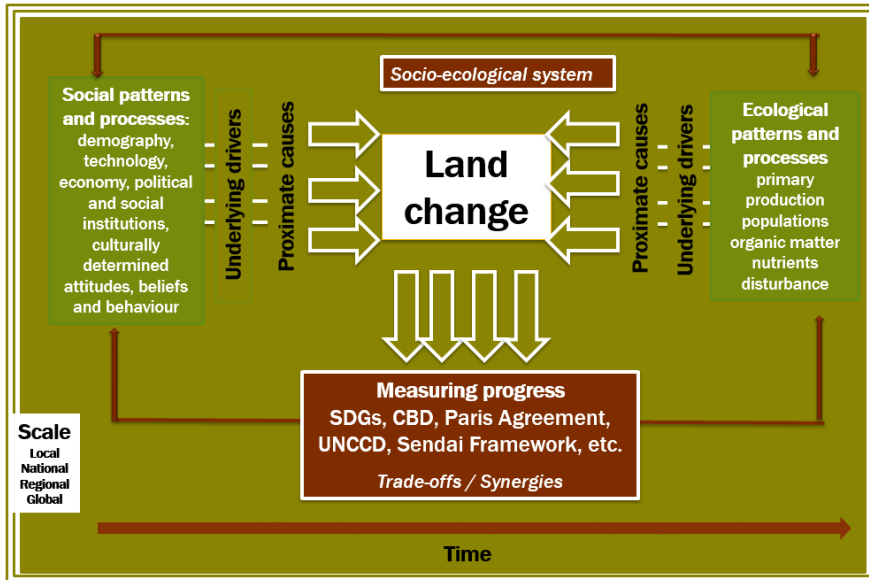 Socio-ecological system
Social patterns
and processes:
demography,
technology,
economy, political
and social
institutions,
culturally
determined
attitudes, beliefs
and behaviour
Underlying drivers
Proximate causes
Land
change
Proximate causes
Underlying drivers
Ecological
patterns and
processes
primary
production
populations
organic matter
nutrients
disturbance
Measuring progress
SDGs, CBD, Paris Agreement,
UNCCD, Sendai Framework, etc.
Trade-offs / Synergies
Scale
Local
National
Regional
Global
Time